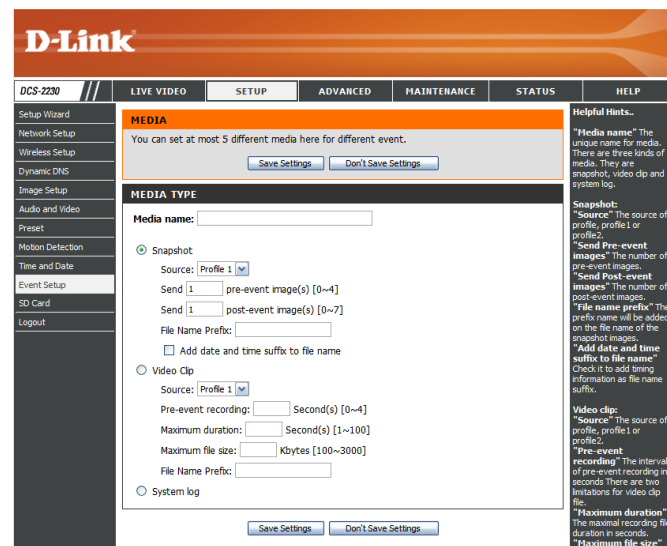 D-Link
DCS-2230
LIVE VIDEO
SETUP
ADVANCED
MAINTENANCE
STATUS
HELP
Setup Wizard
Network Setup
Wireless Setup
Dynamic DNS
Image Setup
Audio and Video
Preset
Motion Detection
Time and Date
Event Setup
SD Card
Logout
MEDIA
You can set at most 5 different media here for different event.
Save Settings Don't Save Settings
MEDIA TYPE
Media name:
Snapshot
Source: Profile 1
Send 1 pre-event image(s) [0~4]
Send 1 post-event image(s) [0~7]
File Name Prefix:
Add date and time suffix to file name
Video Clip
Source: Profile 1
Pre-event recording: Second(s) [0~4]
Maximum duration: Second(s) [1~100]
Maximum file size: Kbytes [100~3000]
File Name Prefix:
System log
Save Settings Don't Save Settings
Helpful Hints..
"Media name" The
unique name for media.
There are three kinds of
media. They are
snapshot, video clip and
system log.
Snapshot:
"Source" The source of
profile, profile1 or
profile2.
"Send Pre-event
images" The number of
pre-event images.
"Send Post-event
images" The number of
post-event images.
"File name prefix" The
prefix name will be added
on the file name of the
snapshot images.
"Add date and time
suffix to file name"
Check it to add timing
information as file name
suffix.
Video clip:
"Source" The source of
profile, profile1 or
profile2.
"Pre-event
recording" The interval
of pre-event recording in
seconds There are two
limitations for video clip
file.
"Maximum duration"
The maximal recording file
duration in seconds.
"Maximum file size"